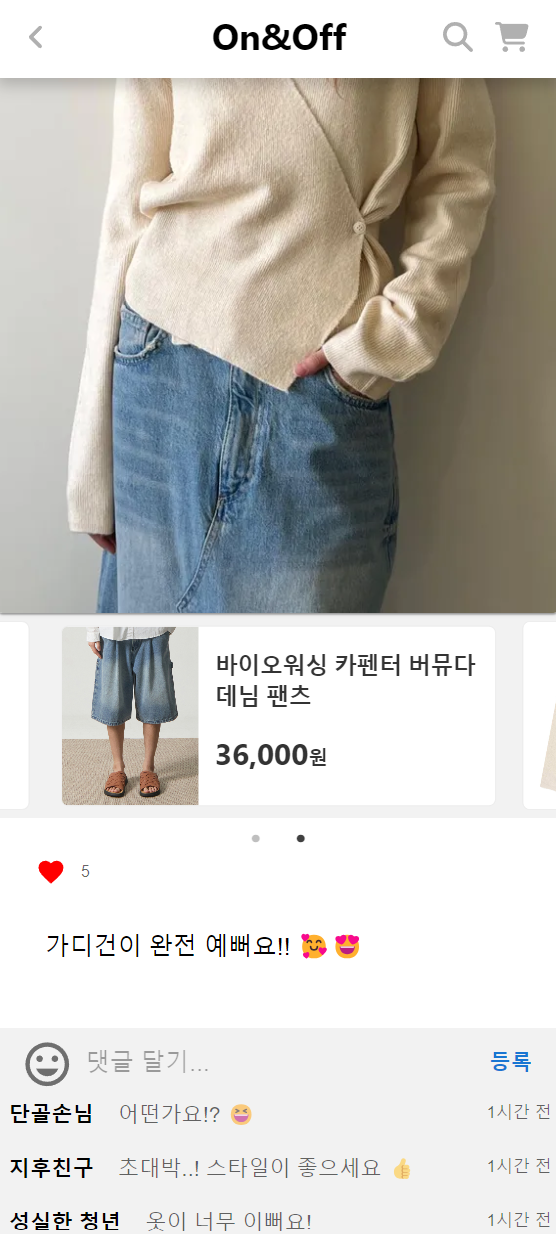 On&Off
바이오워싱 카펜터 버뮤다
데님 팬츠
36,000원
5
가디건이 완전 예뻐요!! 🥰 😍
댓글 달기... 등록
단골손님 어떤가요!? 😆 1시간 전
지후친구 초대박..! 스타일이 좋으세요 👍 1시간 전
성실한 청년 옷이 너무 이뻐요! 1시간 전